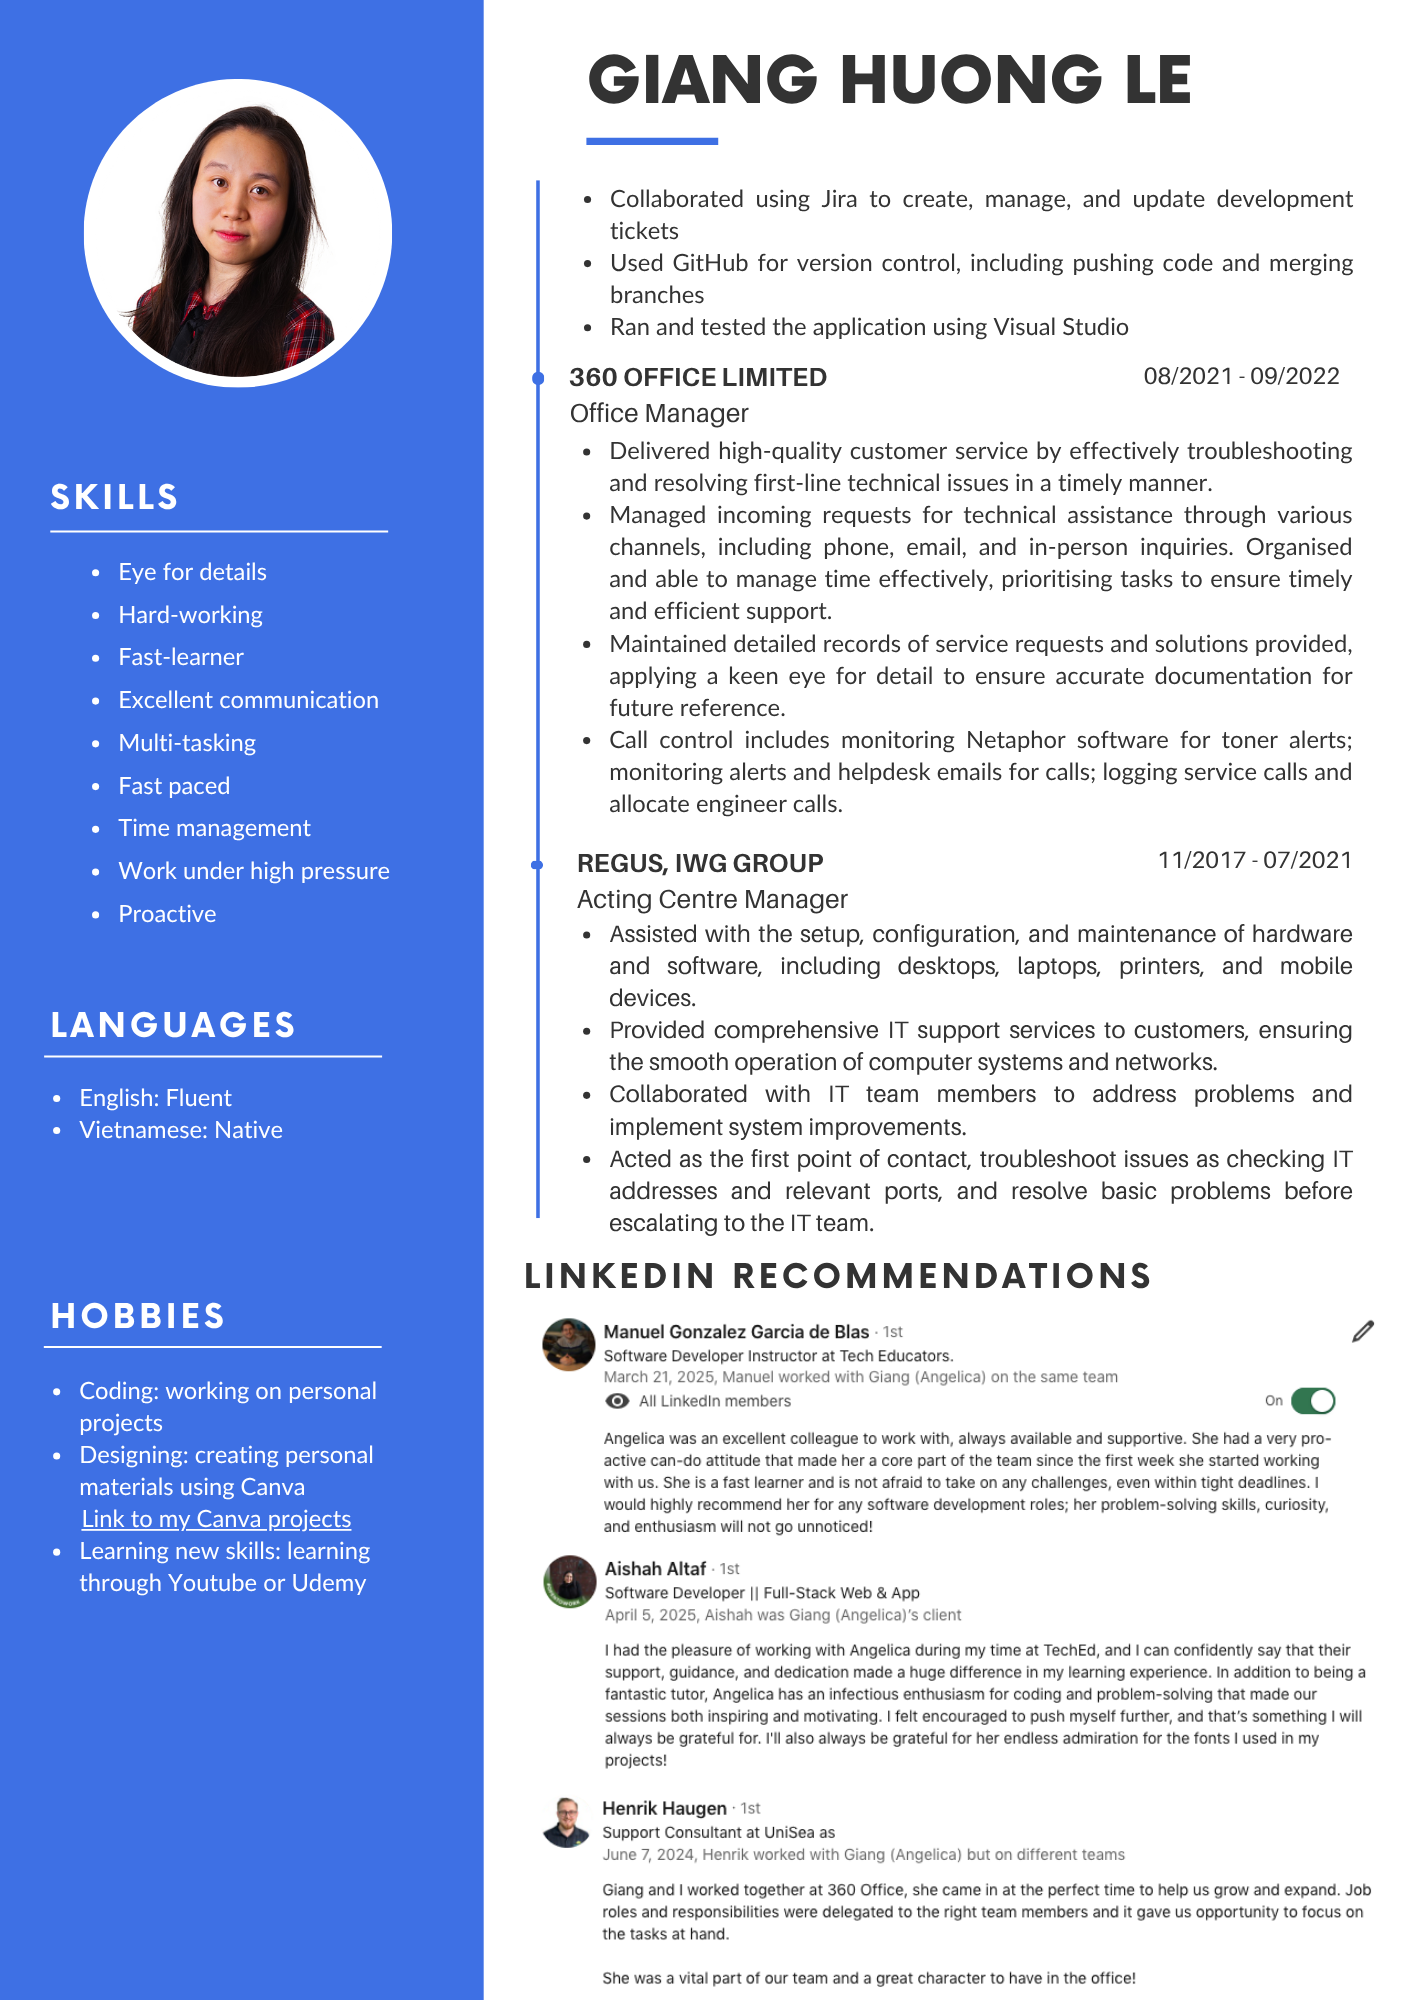 GIANG HUONG LE
• Collaborated using Jira to create, manage, and update development
tickets
• Used GitHub for version control, including pushing code and merging
branches
• Ran and tested the application using Visual Studio
360 OFFICE LIMITED 08/2021 - 09/2022
Office Manager
• Delivered high-quality customer service by effectively troubleshooting
and resolving first-line technical issues in a timely manner.
• Managed incoming requests for technical assistance through various
channels, including phone, email, and in-person inquiries. Organised
and able to manage time effectively, prioritising tasks to ensure timely
and efficient support.
• Maintained detailed records of service requests and solutions provided,
applying a keen eye for detail to ensure accurate documentation for
future reference.
• Call control includes monitoring Netaphor software for toner alerts;
monitoring alerts and helpdesk emails for calls; logging service calls and
allocate engineer calls.
REGUS, IWG GROUP 11/2017 - 07/2021
Acting Centre Manager
• Assisted with the setup, configuration, and maintenance of hardware
and software, including desktops, laptops, printers, and mobile
devices.
• Provided comprehensive IT support services to customers, ensuring
the smooth operation of computer systems and networks.
• Collaborated with IT team members to address problems and
implement system improvements.
• Acted as the first point of contact, troubleshoot issues as checking IT
addresses and relevant ports, and resolve basic problems before
escalating to the IT team.
LINKEDIN RECOMMENDATIONS
Manuel Gonzalez Garcia de Blas · 1st
Software Developer Instructor at Tech Educators.
March 21, 2025, Manuel worked with Giang (Angelica) on the same team
All LinkedIn members On
Angelica was an excellent colleague to work with, always available and supportive. She had a very pro-
active can-do attitude that made her a core part of the team since the first week she started working
with us. She is a fast learner and is not afraid to take on any challenges, even within tight deadlines. I
would highly recommend her for any software development roles; her problem-solving skills, curiosity,
and enthusiasm will not go unnoticed!
Aishah Altaf · 1st
Software Developer || Full-Stack Web & App
April 5, 2025, Aishah was Giang (Angelica)'s client
I had the pleasure of working with Angelica during my time at TechEd, and I can confidently say that their
support, guidance, and dedication made a huge difference in my learning experience. In addition to being a
fantastic tutor, Angelica has an infectious enthusiasm for coding and problem-solving that made our
sessions both inspiring and motivating. I felt encouraged to push myself further, and that's something I will
always be grateful for. I'll also always be grateful for her endless admiration for the fonts I used in my
projects!
Henrik Haugen · 1st
Support Consultant at UniSea as
June 7, 2024, Henrik worked with Giang (Angelica) but on different teams
Giang and I worked together at 360 Office, she came in at the perfect time to help us grow and expand. Job
roles and responsibilities were delegated to the right team members and it gave us opportunity to focus on
the tasks at hand.
She was a vital part of our team and a great character to have in the office!
SKILLS
• Eye for details
• Hard-working
• Fast-learner
• Excellent communication
• Multi-tasking
• Fast paced
• Time management
• Work under high pressure
• Proactive
LANGUAGES
• English: Fluent
• Vietnamese: Native
HOBBIES
• Coding: working on personal
projects
• Designing: creating personal
materials using Canva
Link to my Canva projects
• Learning new skills: learning
through Youtube or Udemy